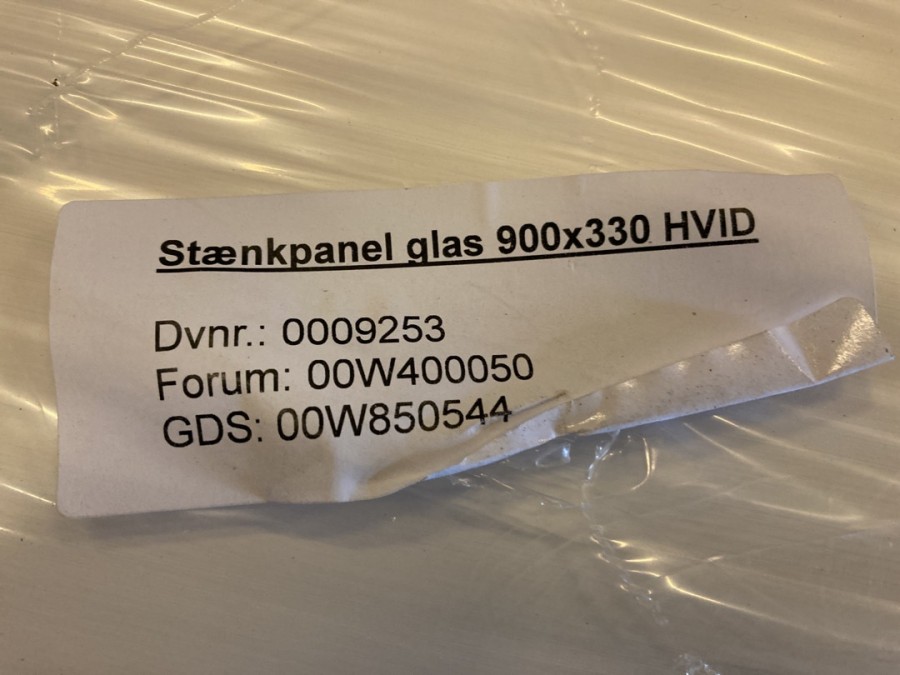 Stænkpanel glas 900x330 HVID
Dvnr.: 0009253
Forum: 00W400050
GDS: 00W850544